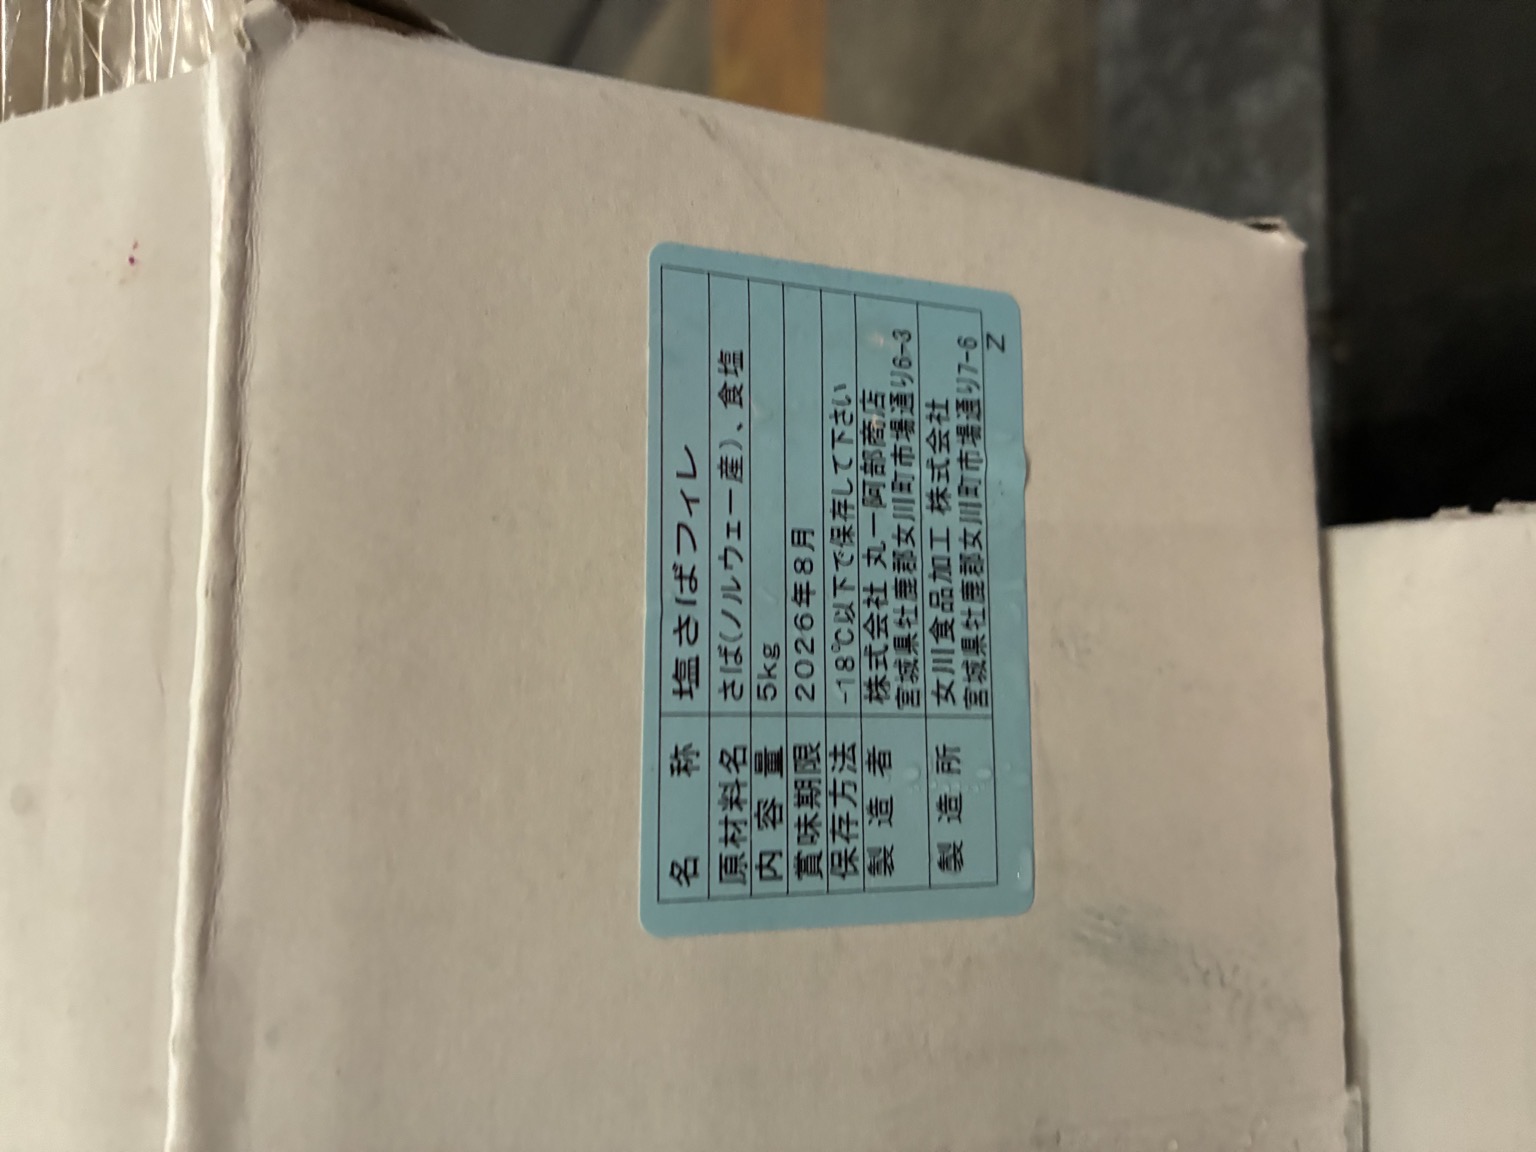 名称 塩さばフィレ
原材料名 さば(ノルウェー産)、食塩
内容量 5kg
賞味期限 2026年8月
保存方法 -18℃以下で保存して下さい
製造者 株式会社 丸一阿部商店
宮城県牡鹿郡女川町市場通り6-3
製造所 女川食品加工 株式会社
宮城県牡鹿郡女川町市場通り7-6
Z